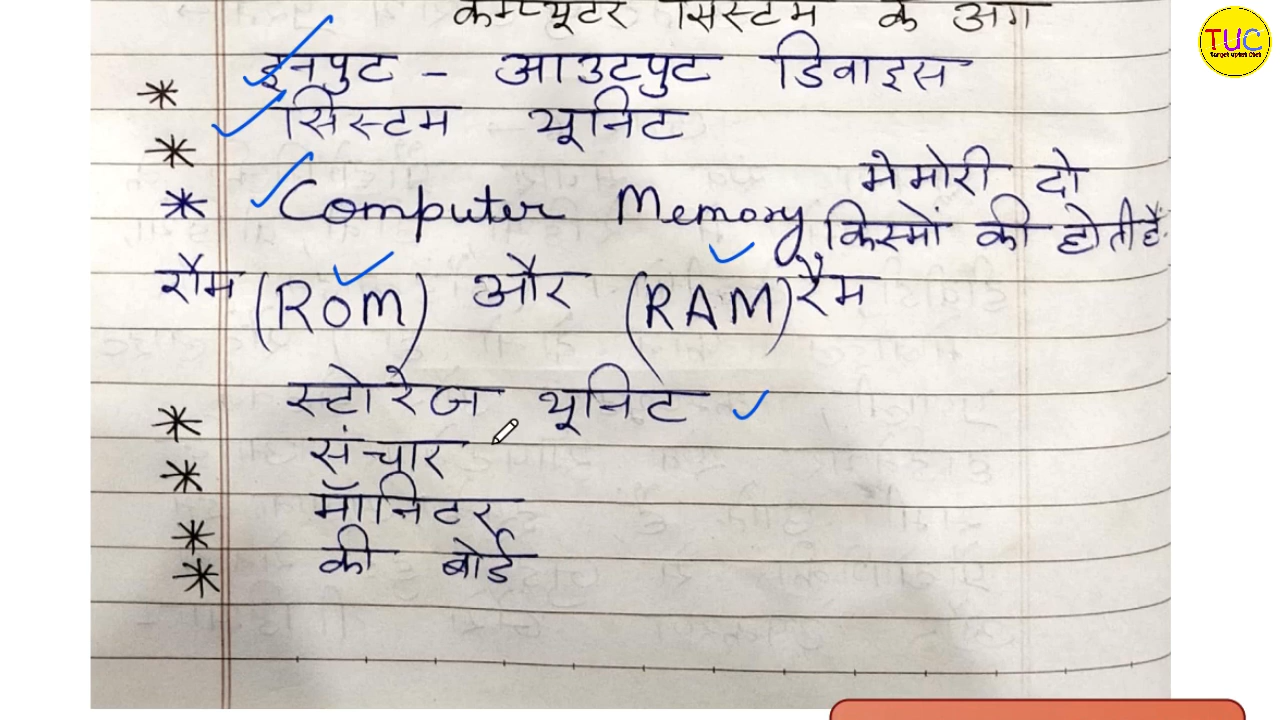 कम्प्यूटर सिस्टम के अंग
इनपुट - आउटपुट डिवाइस
* सिस्टम यूनिट
* Computer Memory मेमोरी दो
* किस्मों की होती हैं.
रौम (ROM) और (RAM) रैम
स्टोरेज यूनिट
* संचार
* मॉनिटर
* की बोर्ड
*
TUC